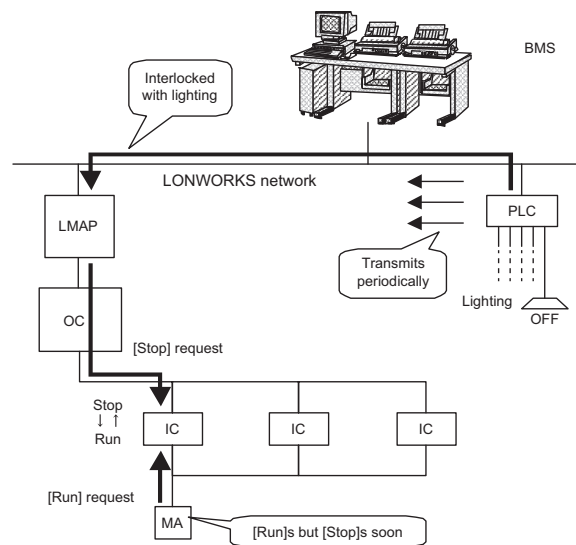 BMS
Interlocked
with lighting
LONWORKS network
LMAP
PLC
Transmits
periodically
Lighting
OFF
OC
[Stop] request
Stop
↓ ↑
Run
IC
IC
IC
[Run] request
MA
[Run]s but [Stop]s soon